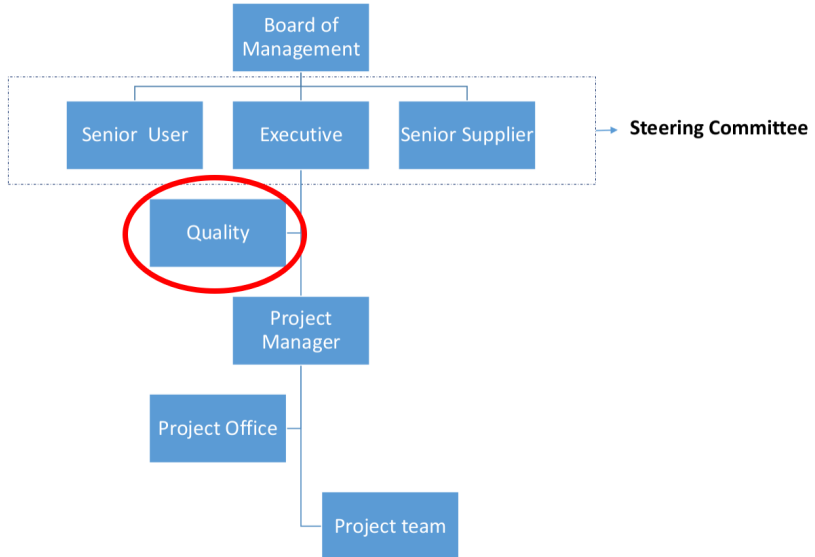 Board of
Management
Senior User
Executive
Senior Supplier
Steering Committee
Quality
Project
Manager
Project Office
Project team